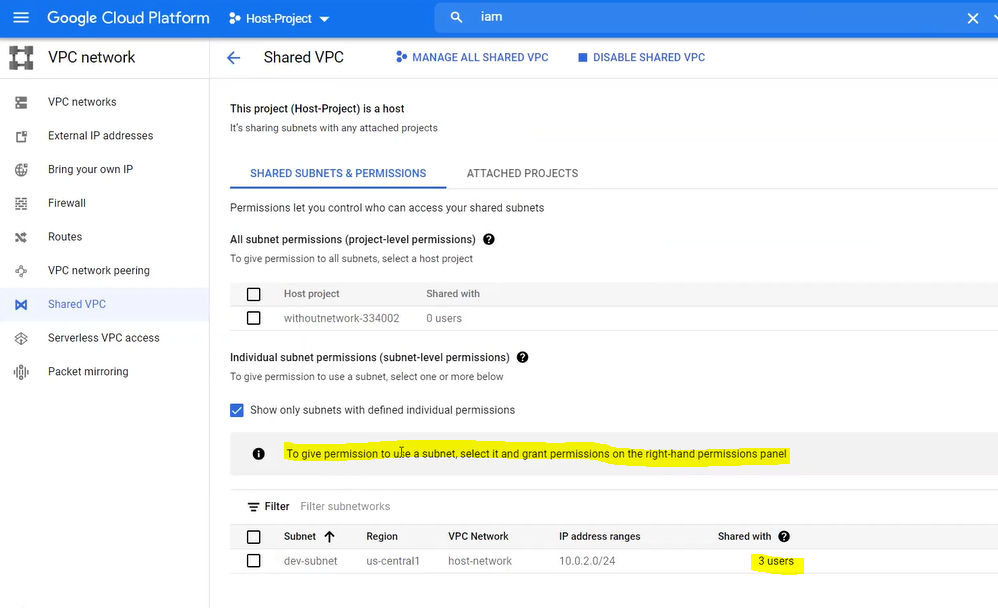 Google Cloud Platform
Host-Project
iam
VPC network
Shared VPC
MANAGE ALL SHARED VPC
DISABLE SHARED VPC
VPC networks
External IP addresses
Bring your own IP
Firewall
Routes
VPC network peering
Shared VPC
Serverless VPC access
Packet mirroring
This project (Host-Project) is a host
It's sharing subnets with any attached projects
SHARED SUBNETS & PERMISSIONS ATTACHED PROJECTS
Permissions let you control who can access your shared subnets
All subnet permissions (project-level permissions) ?
To give permission to all subnets, select a host project
Host project Shared with
withoutnetwork-334002 0 users
Individual subnet permissions (subnet-level permissions) ?
To give permission to use a subnet, select one or more below
Show only subnets with defined individual permissions
To give permission to use a subnet, select it and grant permissions on the right-hand permissions panel
Filter Filter subnetworks
Subnet Region VPC Network IP address ranges Shared with ?
dev-subnet us-central1 host-network 10.0.2.0/24 3 users